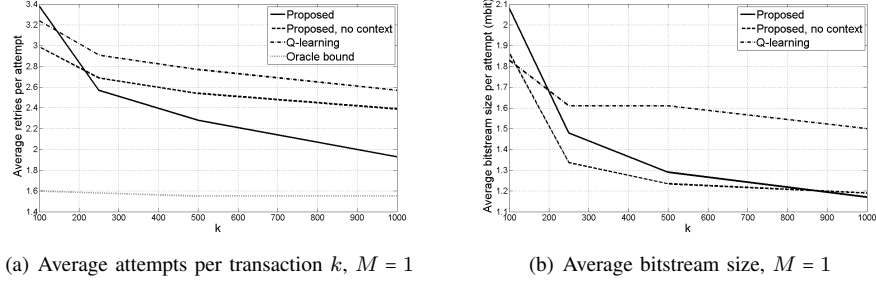 3.4
3.2
3
2.8
2.6
2.4
2.2
2
1.8
1.6
1.4
100 200 300 400 500 600 700 800 900 1000
k
Average retries per attempt
Proposed
Proposed, no context
Q-learning
Oracle bound
2.1
2
1.9
1.8
1.7
1.6
1.5
1.4
1.3
1.2
1.1
100 200 300 400 500 600 700 800 900 1000
k
Average bitstream size per attempt (mbit)
Proposed
Proposed, no context
Q-learning
(a) Average attempts per transaction k, M = 1
(b) Average bitstream size, M = 1